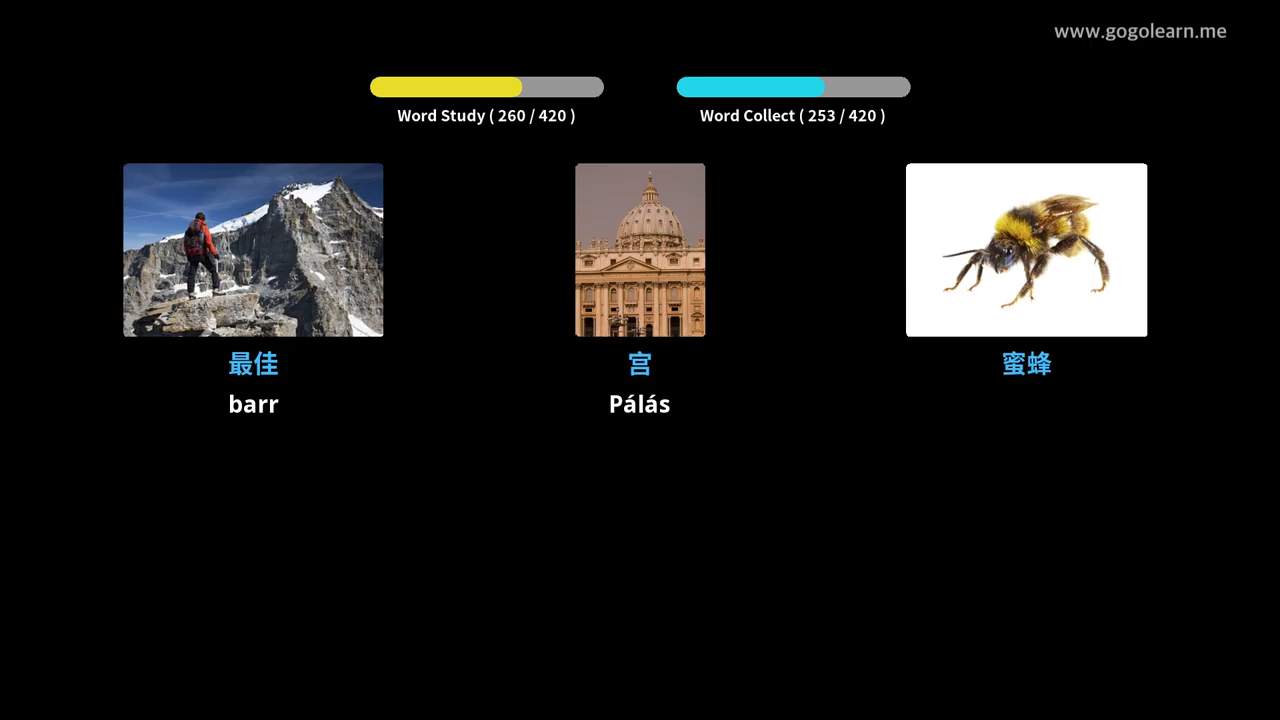 www.gogolearn.me
Word Study ( 260 / 420 )
Word Collect ( 253 / 420 )
最佳
宫
蜜蜂
barr
Pálás